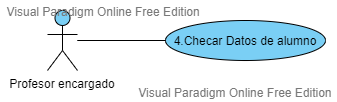 Visual Paradigm Online Free Edition
4.Checar Datos de alumno
Profesor encargado
Visual Paradigm Online Free Edition